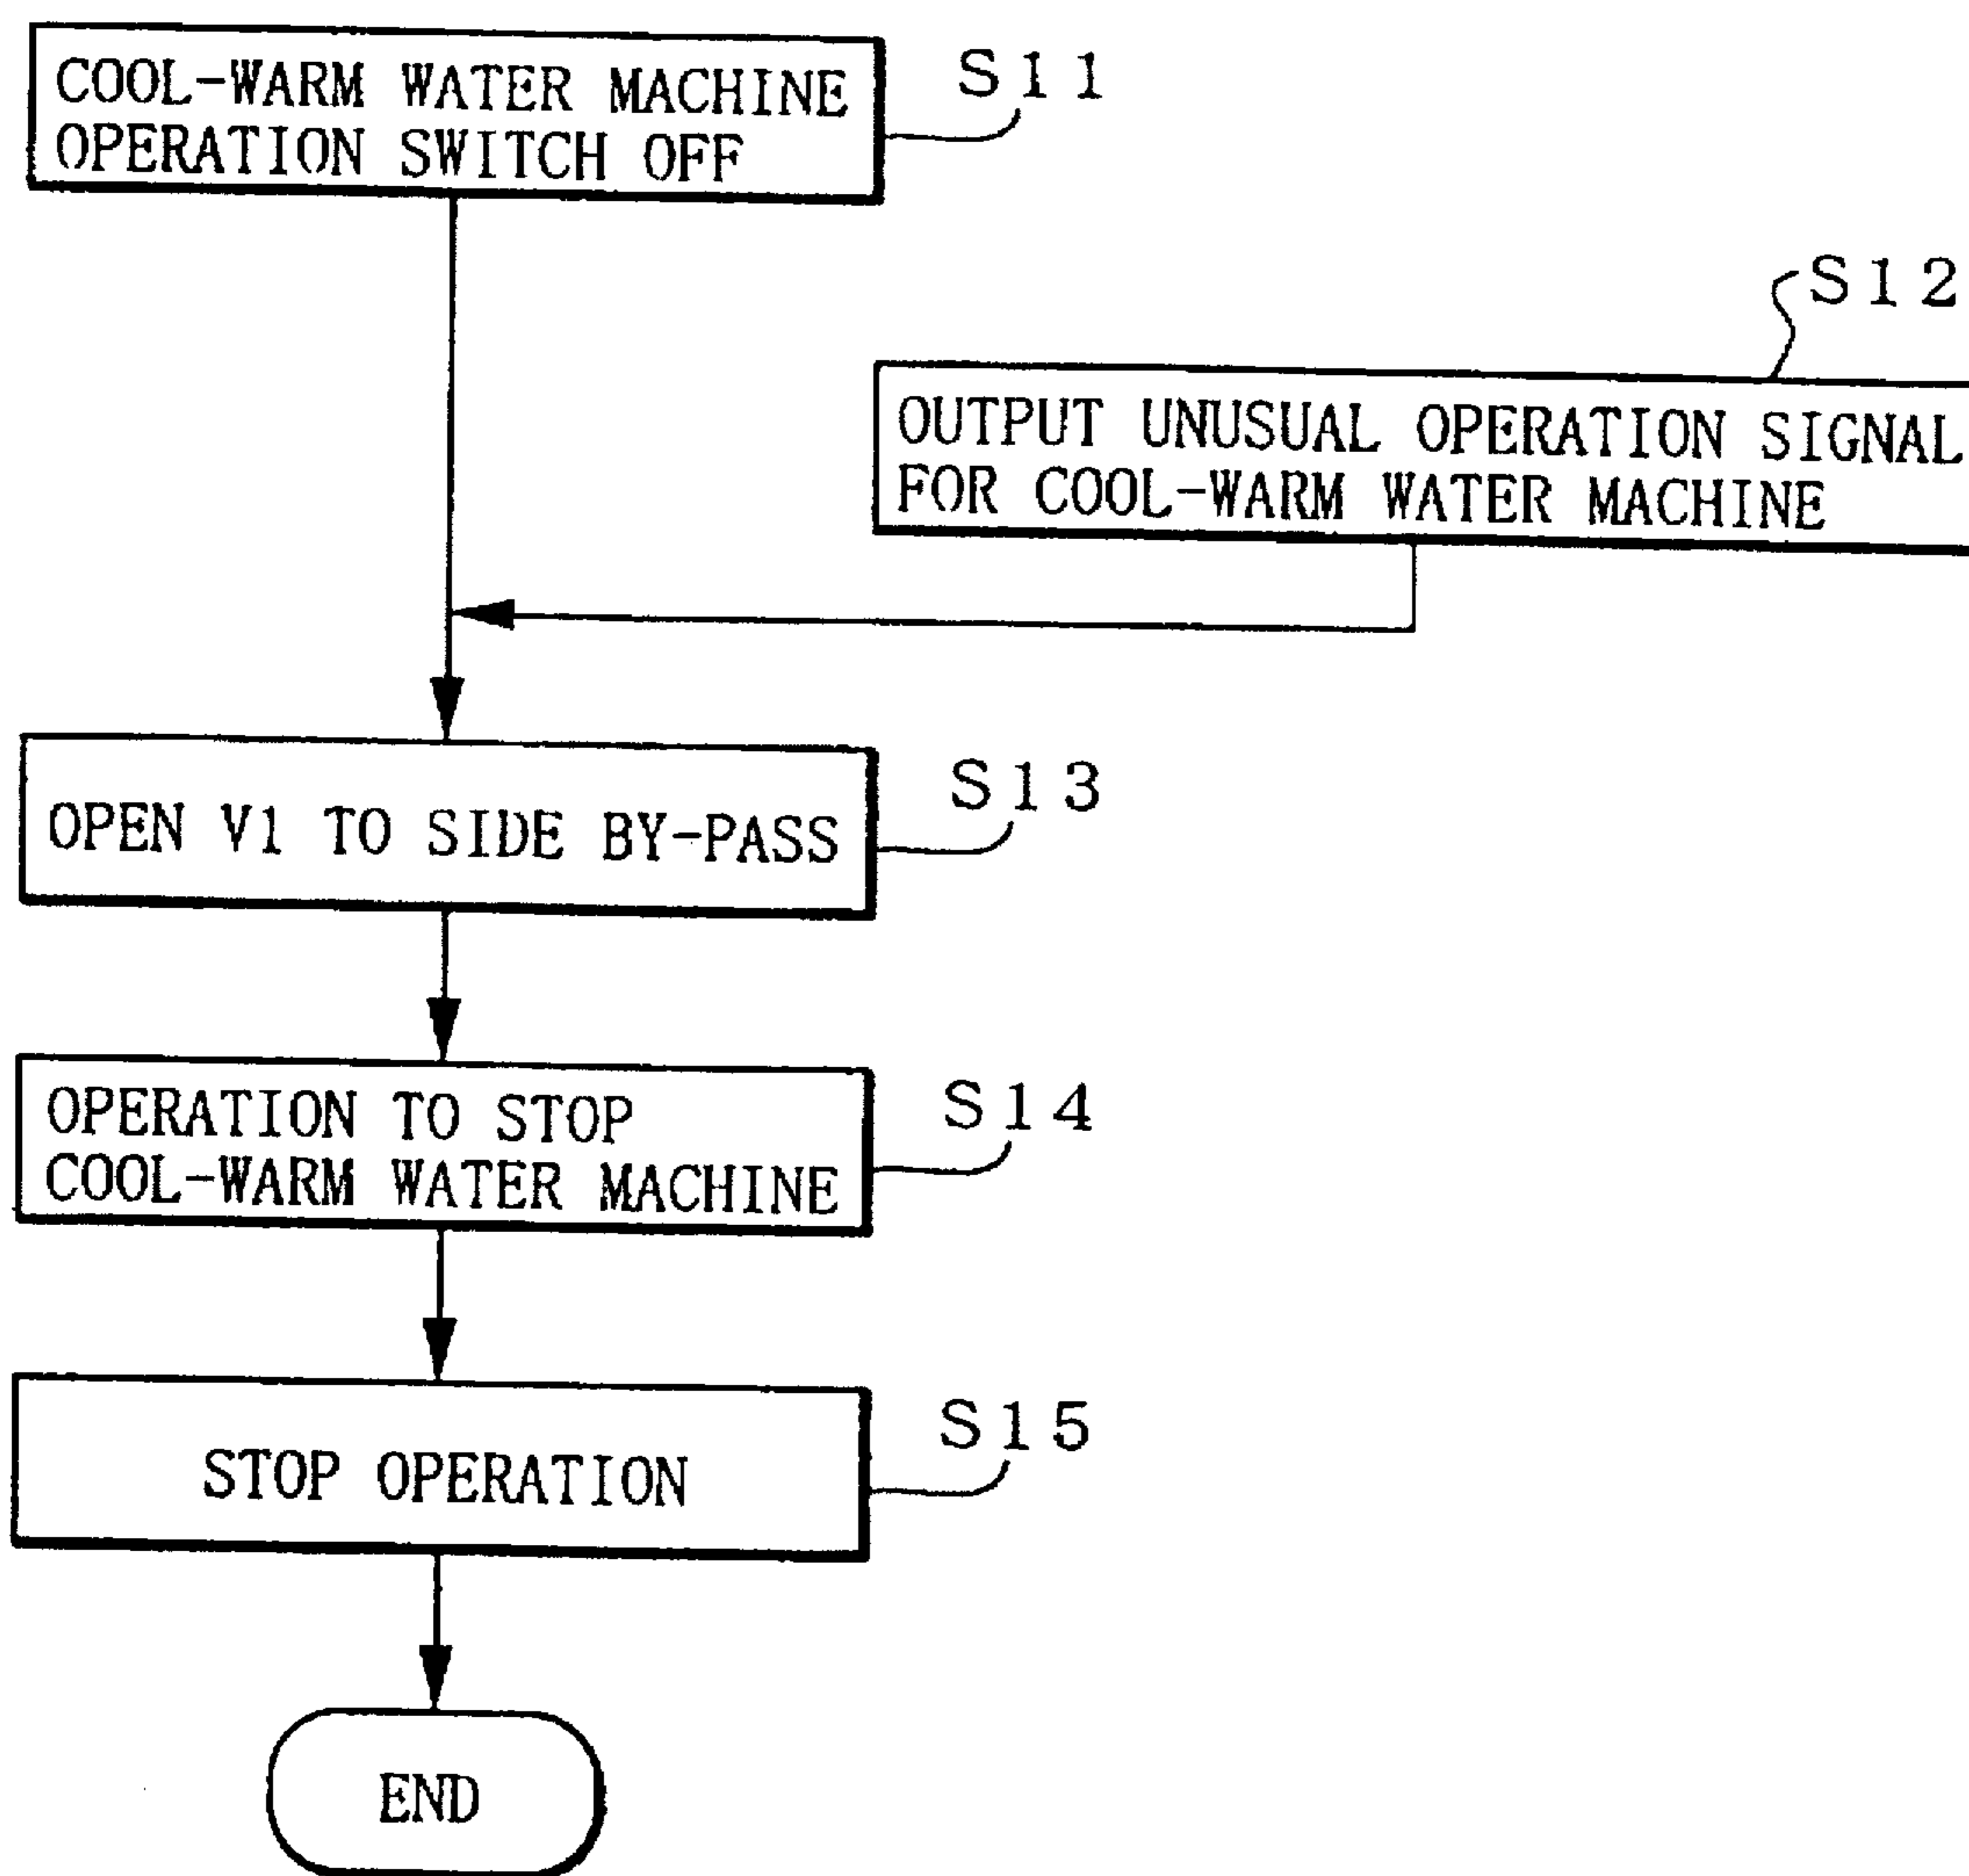 COOL-WARM WATER MACHINE
OPERATION SWITCH OFF
S11
S12
OUTPUT UNUSUAL OPERATION SIGNAL
FOR COOL-WARM WATER MACHINE
OPEN V1 TO SIDE BY-PASS
S13
OPERATION TO STOP
COOL-WARM WATER MACHINE
S14
STOP OPERATION
S15
END